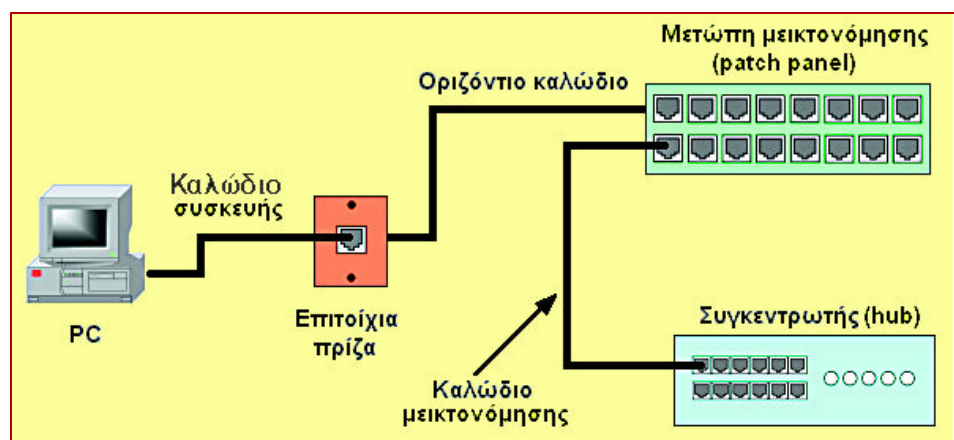 Μετώπη μεικτονόμησης
(patch panel)
Οριζόντιο καλώδιο
Καλώδιο
συσκευής
PC
Επιτοίχια
πρίζα
Συγκεντρωτής (hub)
Καλώδιο
μεικτονόμησης